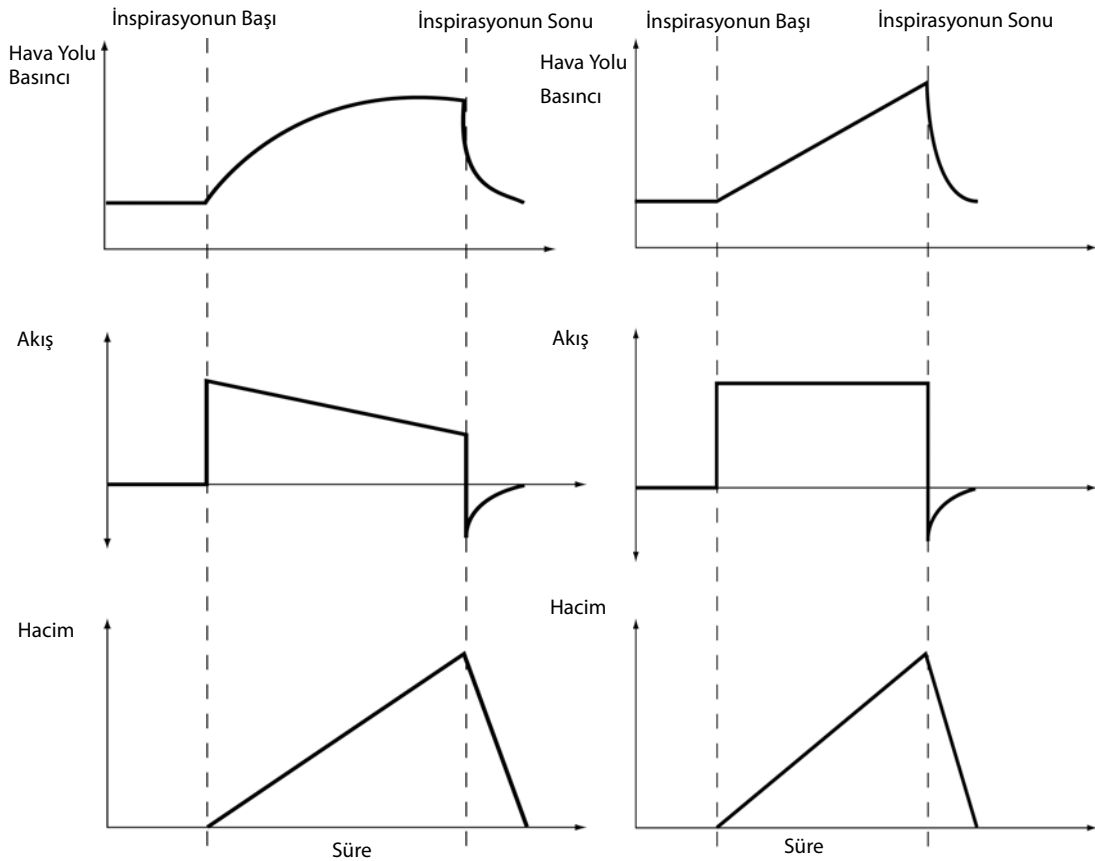 İnspirasyonun Başı
İnspirasyonun Sonu
Hava Yolu
Basıncı
Akış
Hacim
Süre
İnspirasyonun Başı
İnspirasyonun Sonu
Hava Yolu
Basıncı
Akış
Hacim
Süre